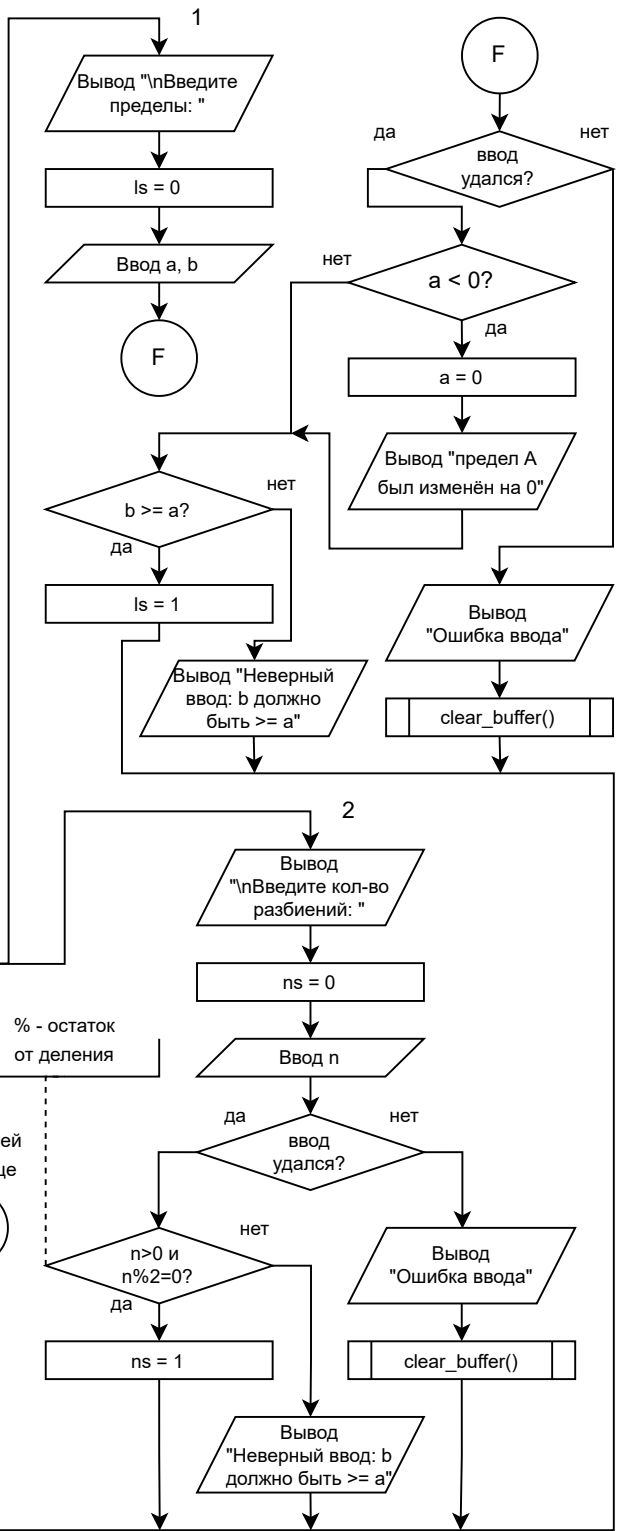 1
Вывод "\nВведите
пределы: "
ls = 0
Ввод a, b
F
F
да
нет
ввод
удался?
нет
a < 0?
да
a = 0
Вывод "предел А
был изменён на 0"
b >= a?
нет
да
ls = 1
Вывод "Неверный
ввод: b должно
быть >= a"
Вывод
"Ошибка ввода"
clear_buffer()
2
Вывод
"\nВведите кол-во
разбиений: "
ns = 0
% - остаток
от деления
Ввод n
да
нет
ввод
удался?
ей
це
нет
n>0 и
n%2=0?
да
ns = 1
Вывод
"Ошибка ввода"
clear_buffer()
Вывод
"Неверный ввод: b
должно быть >= a"